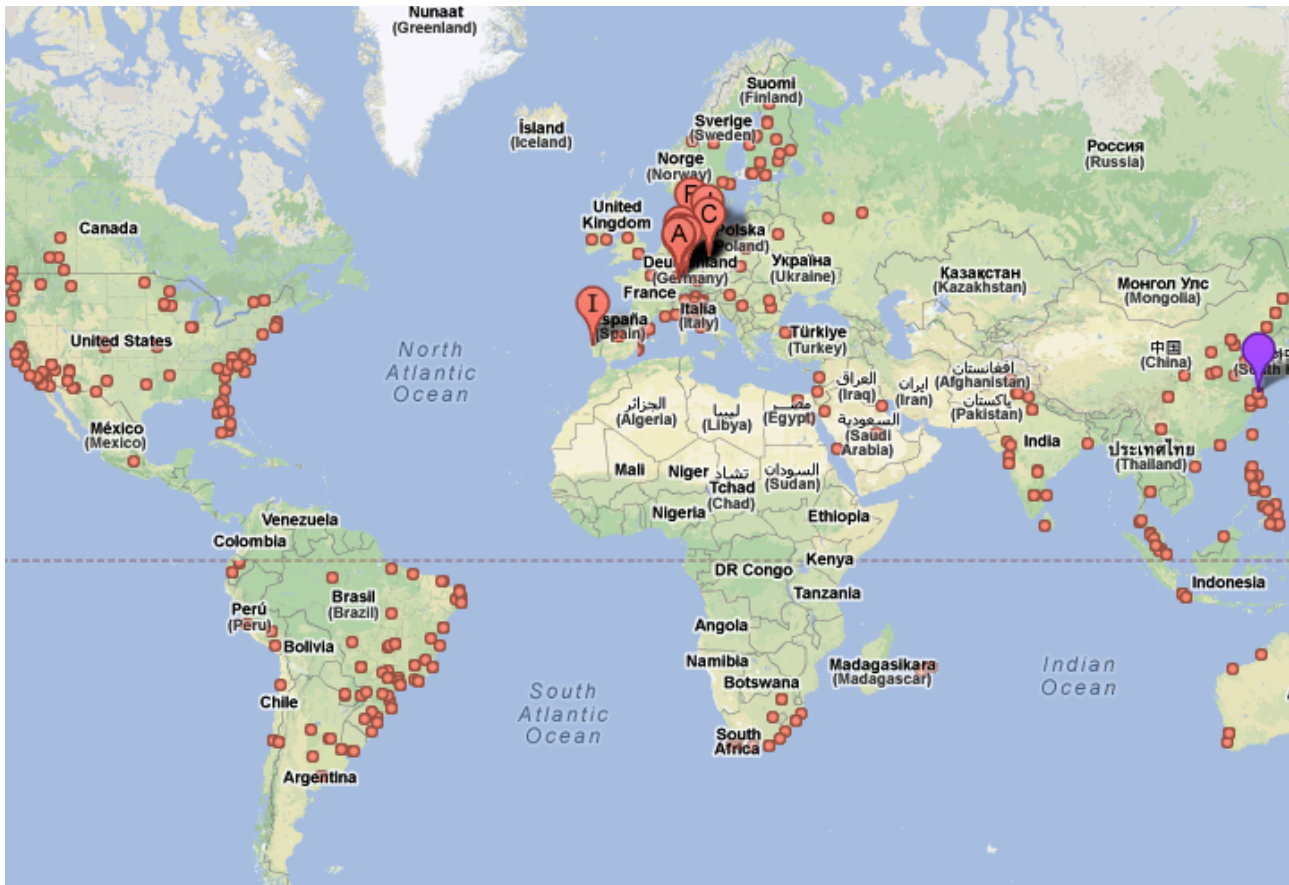 Nunaat
(Greenland)
Suomi
(Finland)
Ísland
(Iceland)
Sverige
(Sweden)
Россия
(Russia)
Norge
(Norway)
United
Kingdom
Canada
Polska
(Poland)
Україна
(Ukraine)
C
A
(Germany)
Қазақстан
(Kazakhstan)
Монгол Улс
(Mongolia)
France
I
Italia
(Italy)
España
(Spain)
Türkiye
(Turkey)
United States
North
Atlantic
Ocean
中国
(China)
افغانستان
(Afghanistan)
العراق
(Iraq)
ایران
(Iran)
پاکستان
(Pakistan)
الجزائر
(Algeria)
ليبيا
(Libya)
مصر
(Egypt)
السعودية
(Saudi
Arabia)
México
(Mexico)
India
ประเทศไทย
(Thailand)
Mali
Niger
تشاد
Tchad
(Chad)
السودان
(Sudan)
Nigeria
Ethiopia
Venezuela
Colombia
DR Congo
Kenya
Tanzania
Indonesia
Brasil
(Brazil)
Perú
(Peru)
Bolivia
Angola
Namibia
Botswana
Madagasikara
(Madagascar)
Indian
Ocean
South
Atlantic
Ocean
Chile
South
Africa
Argentina